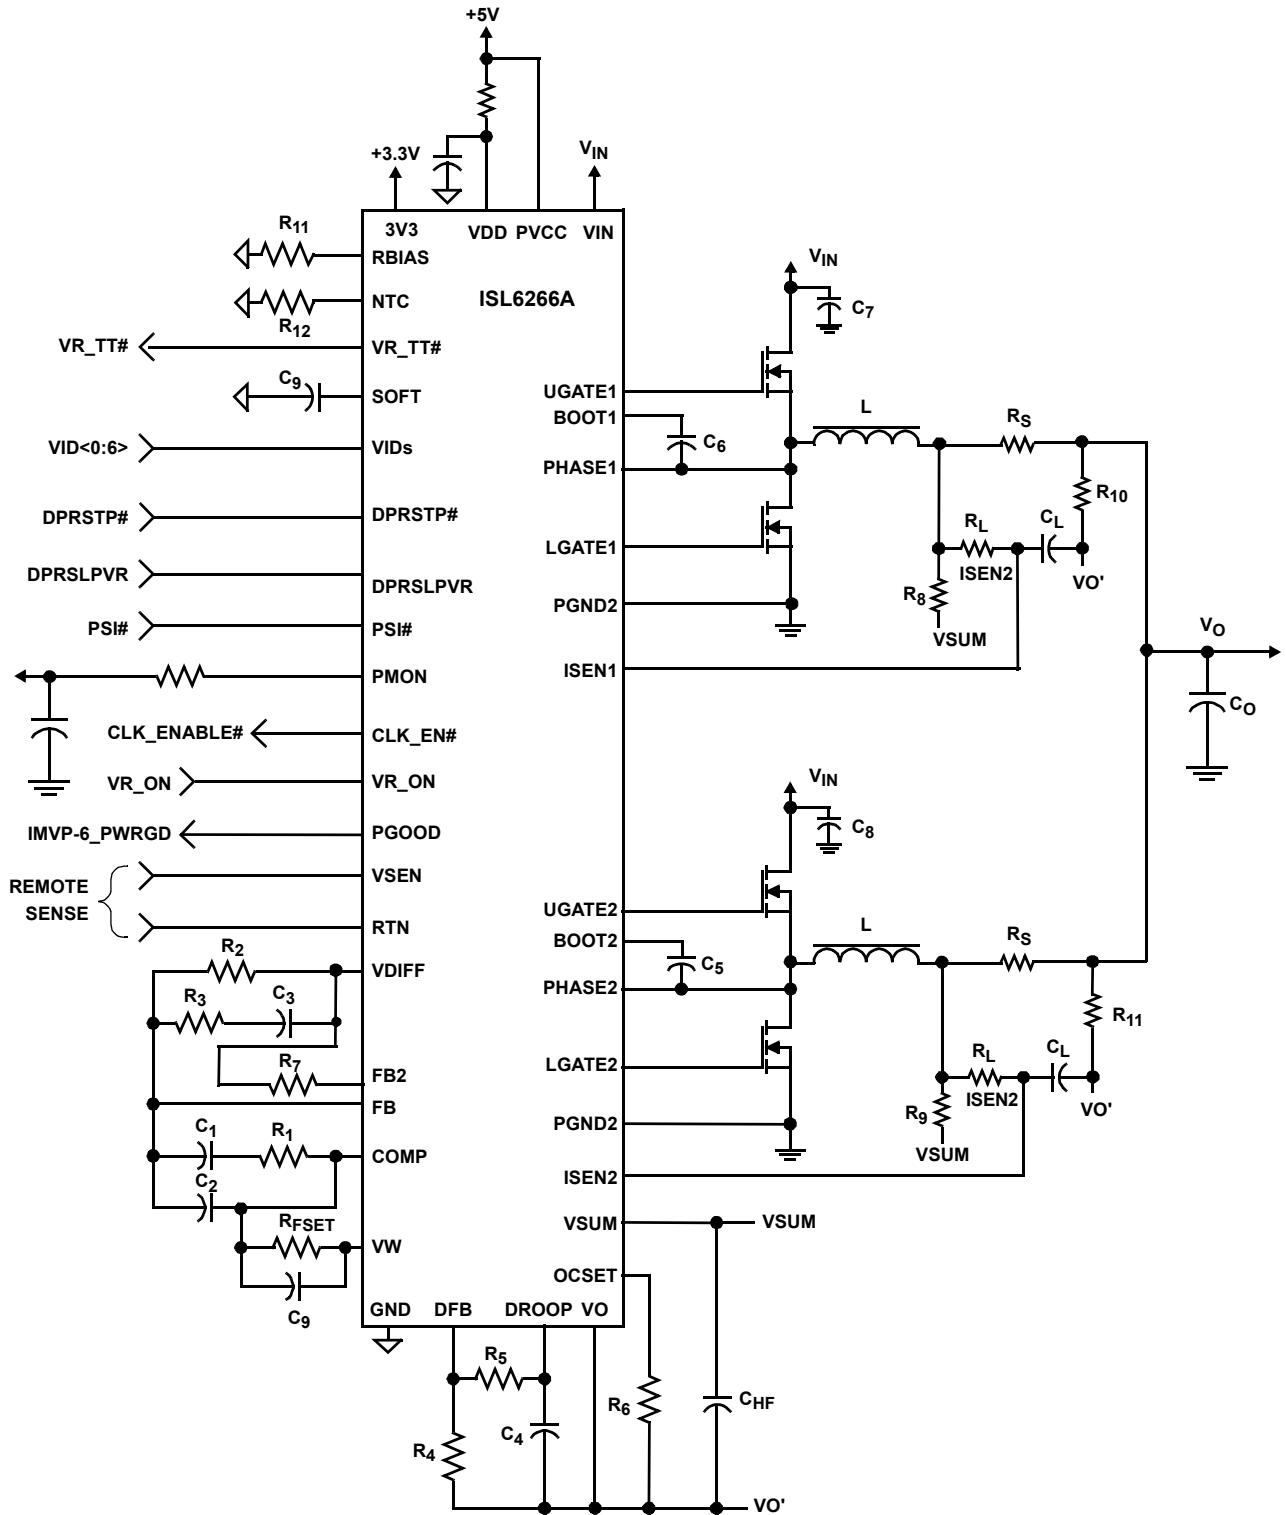 +5V
+3.3V
V_IN
3V3
VDD
PVCC
VIN
ISL6266A
R11
RBIAS
NTC
R12
VR_TT#
VR_TT#
C9
SOFT
VID<0:6>
VIDs
DPRSTP#
DPRSTP#
DPRSLPVR
DPRSLPVR
PSI#
PSI#
PMON
CLK_ENABLE#
CLK_EN#
VR_ON
VR_ON
IMVP-6_PWRGD
PGOOD
REMOTE
SENSE
VSEN
RTN
R2
VDIFF
R3
C3
R7
FB2
FB
C1
R1
COMP
C2
RFSET
VW
C9
GND
DFB
DROOP
VO
R5
R4
C4
R6
CHF
VO'
UGATE1
BOOT1
PHASE1
LGATE1
PGND2
ISEN1
UGATE2
BOOT2
PHASE2
LGATE2
PGND2
ISEN2
VSUM
VSUM
OCSET
VIN
C7
C6
L
RS
R10
RL
CL
ISEN2
VO'
R8
VSUM
VO
CO
VIN
C8
C5
L
RS
R11
RL
CL
ISEN2
VO'
R9
VSUM